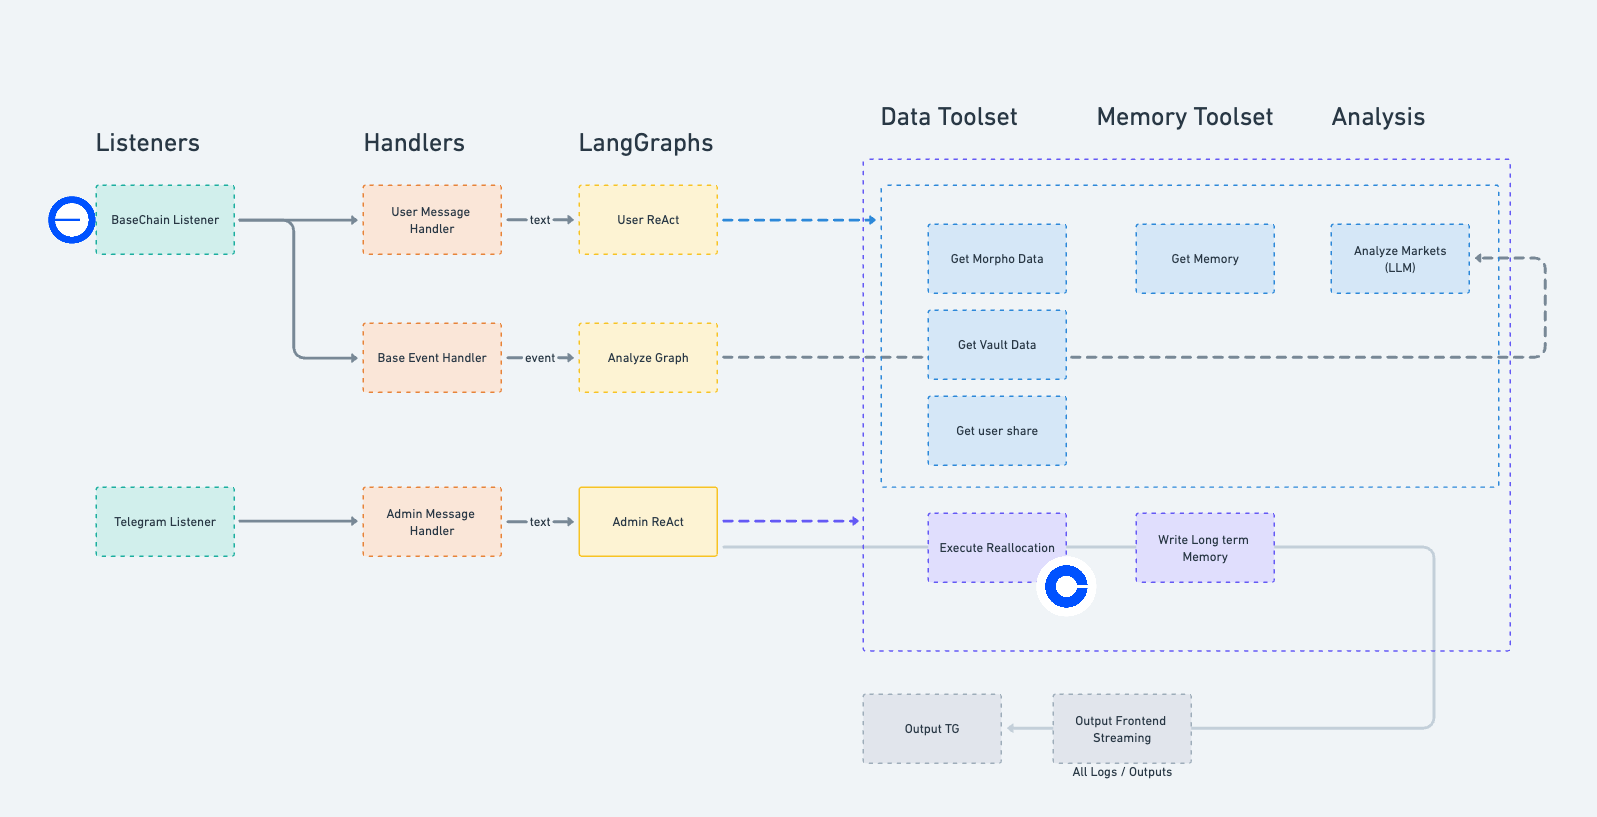 Data Toolset
Memory Toolset
Analysis
Listeners
Handlers
LangGraphs
BaseChain Listener
User Message
Handler
text
User ReAct
Get Morpho Data
Get Memory
Analyze Markets
(LLM)
Base Event Handler
event
Analyze Graph
Get Vault Data
Get user share
Telegram Listener
Admin Message
Handler
text
Admin ReAct
Execute Reallocation
Write Long term
Memory
Output TG
Output Frontend
Streaming
All Logs / Outputs